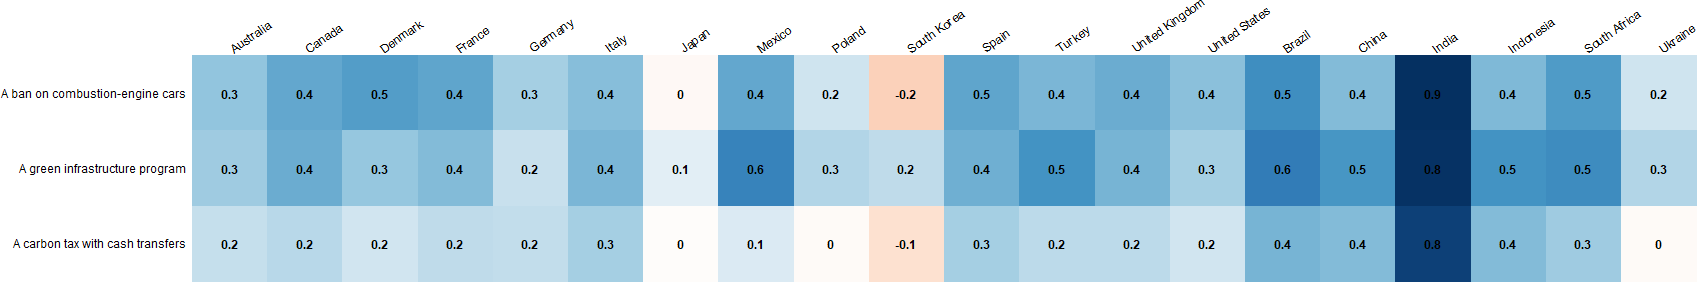 Australia Canada Denmark France Germany Italy Japan Mexico Poland South Korea Spain Turkey United Kingdom United States Brazil China India Indonesia South Africa Ukraine
A ban on combustion-engine cars 0.3 0.4 0.5 0.4 0.3 0.4 0 0.4 0.2 -0.2 0.5 0.4 0.4 0.4 0.5 0.4 0.9 0.4 0.5 0.2
A green infrastructure program 0.3 0.4 0.3 0.4 0.2 0.4 0.1 0.6 0.3 0.2 0.4 0.5 0.4 0.3 0.6 0.5 0.8 0.5 0.5 0.3
A carbon tax with cash transfers 0.2 0.2 0.2 0.2 0.2 0.3 0 0.1 0 -0.1 0.3 0.2 0.2 0.2 0.4 0.4 0.8 0.4 0.3 0